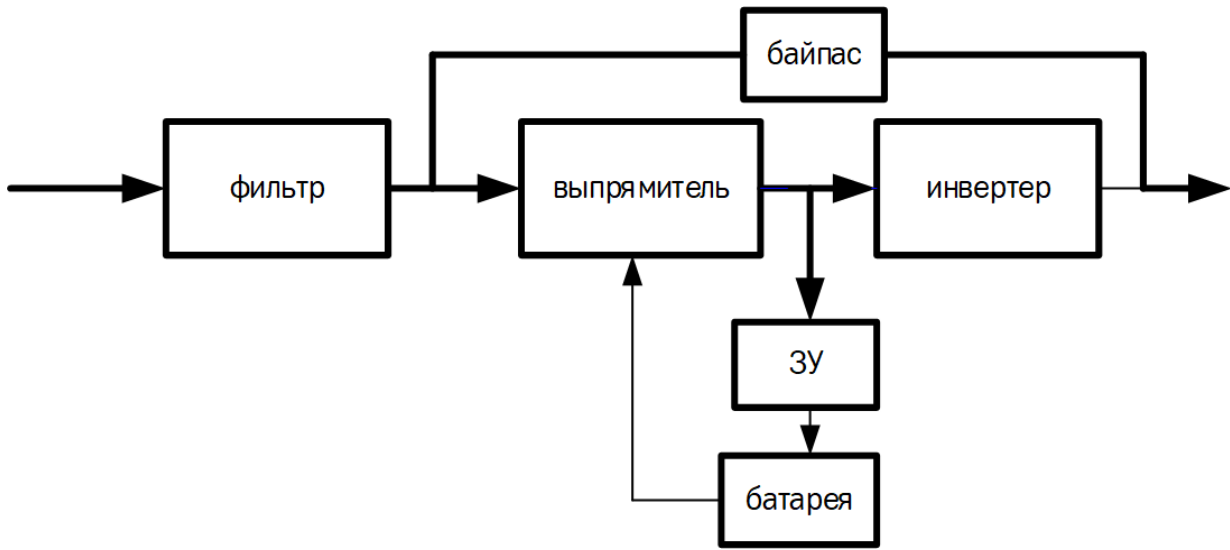 байпас
фильтр
выпрямитель
инвертер
ЗУ
батарея